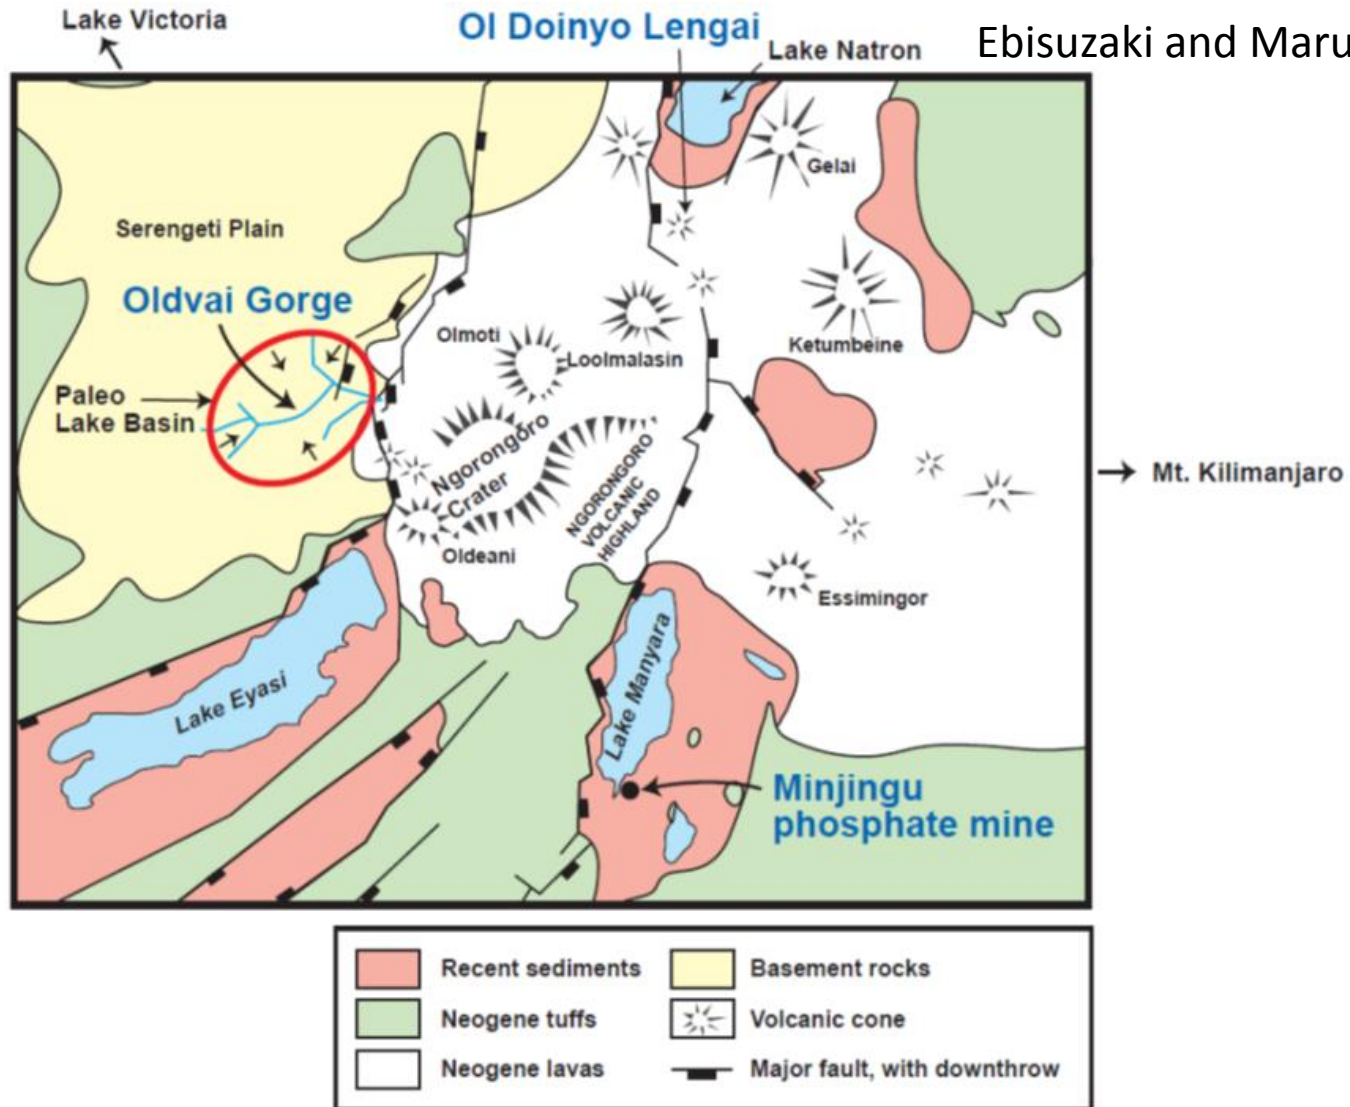 Lake Victoria
Ol Doinyo Lengai
Lake Natron
Ebisuzaki and Maru
Gelai
Serengeti Plain
Oldvai Gorge
Olmoti
Loolmalasin
Ketumbeine
Paleo
Lake Basin
Ngorongoro
Crater
NGORONGORO
VOLCANIC
HIGHLAND
Mt. Kilimanjaro
Oldeani
Essimingor
Lake Eyasi
Lake Manyara
Minjingu
phosphate mine
Recent sediments
Basement rocks
Neogene tuffs
Volcanic cone
Neogene lavas
Major fault, with downthrow